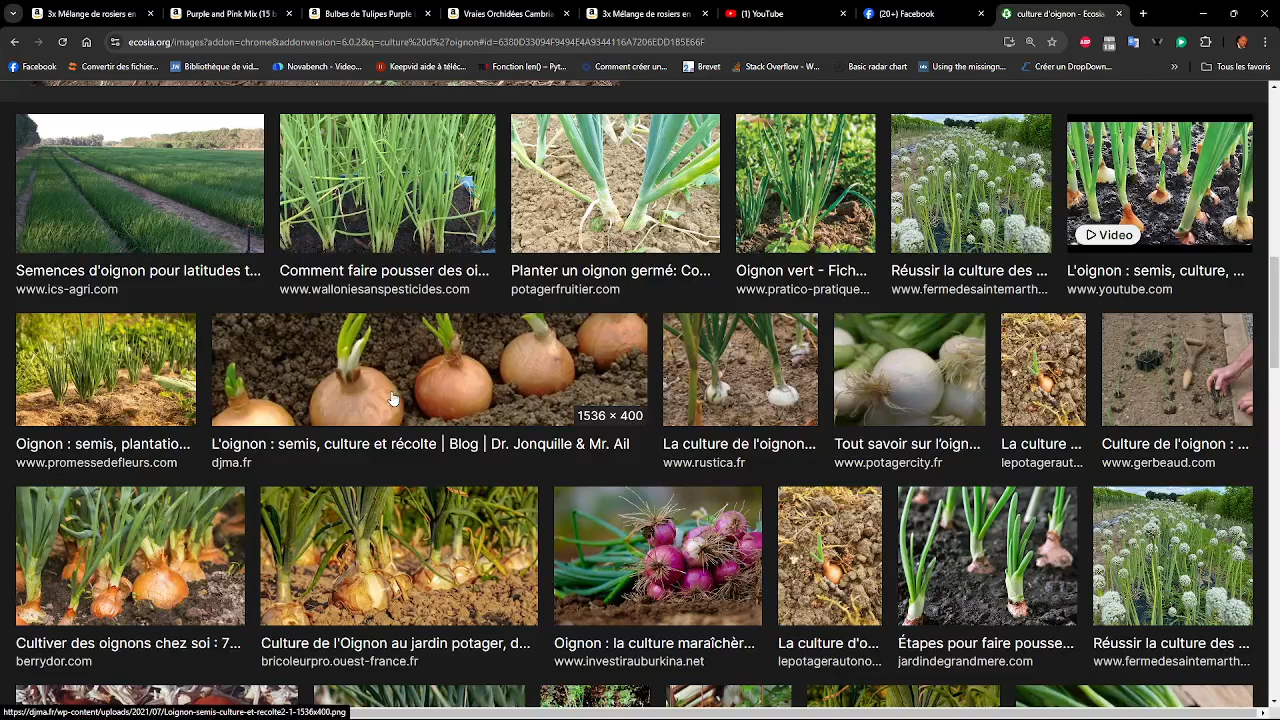 3x Mélange de rosiers en
Purple and Pink Mix (15 b
Bulbes de Tulipes Purple
Vraies Orchidées Cambria
3x Mélange de rosiers en
(1) YouTube
(20+) Facebook
culture d'oignon - Ecosia
ecosia.org/images?addon=chrome&addonversion=6.0.2&q=culture%20d%27oignon#id=6380D33094F9494E4A9344116A7206EDD1B5E66F
Facebook
Convertir des fichier...
Bibliothèque de vid...
Novabench - Video...
Keepive aide à téléc...
Fonction len() – Pyt...
Comment créer un...
Brevet
Stack Overflow - W...
Basic radar chart
Using the missingn...
Créer un DropDown...
»
Tous les favoris
Video
Semences d'oignon pour latitudes t...
Comment faire pousser des oi...
Planter un oignon germé: Co...
Oignon vert - Fich...
Réussir la culture des ...
L'oignon : semis, culture, ...
www.ics-agri.com
www.walloniesanspesticides.com
potagerfruitier.com
www.pratico-pratique...
www.fermedesaintemarth...
www.youtube.com
1536 × 400
Oignon : semis, plantatio...
L'oignon : semis, culture et récolte | Blog | Dr. Jonquille & Mr. Ail
La culture de l'oignon...
Tout savoir sur l'oign...
La culture ...
Culture de l'oignon : ...
www.promessedefleurs.com
djma.fr
www.rustica.fr
www.potagercity.fr
lepotageraut...
www.gerbeaud.com
Cultiver des oignons chez soi : 7...
Culture de l'Oignon au jardin potager, d...
Oignon : la culture maraîchèr...
La culture d'o...
Étapes pour faire pousse...
Réussir la culture des ...
berrydor.com
bricoleurpro.ouest-france.fr
www.investirauburkina.net
lepotagerautono...
jardindegrandmere.com
www.fermedesaintemarth...
https://djma.fr/wp-content/uploads/2021/07/Loignon-semis-culture-et-recolte2-1-1536x400.png